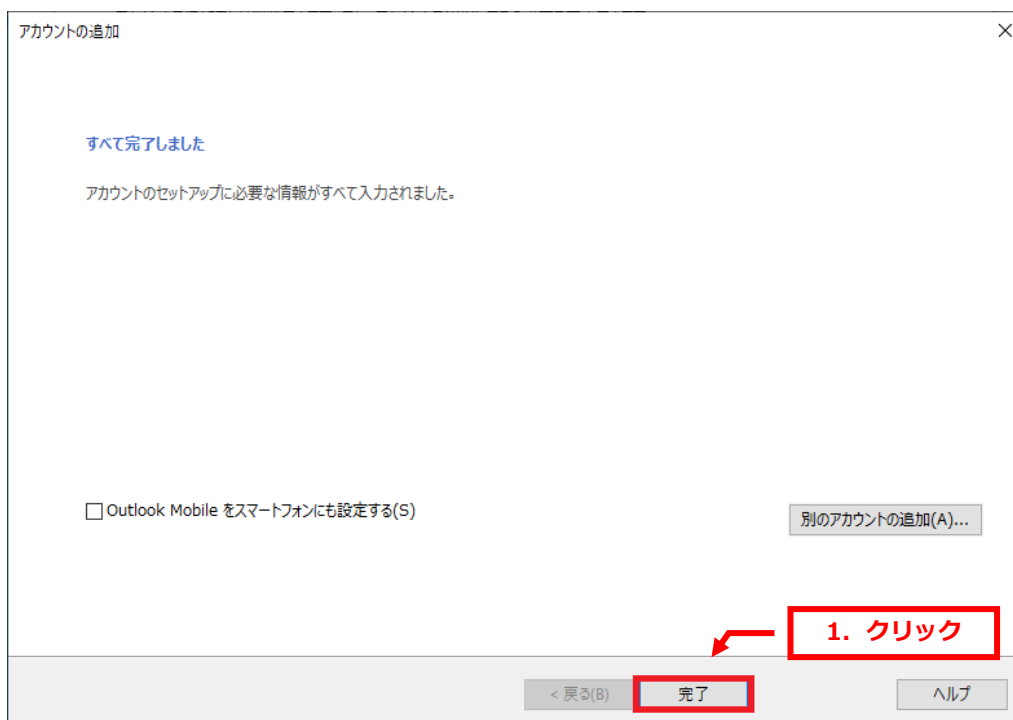 アカウントの追加
×
すべて完了しました
アカウントのセットアップに必要な情報がすべて入力されました。
Outlook Mobile をスマートフォンにも設定する(S)
別のアカウントの追加(A)...
1. クリック
< 戻る(B)
完了
ヘルプ